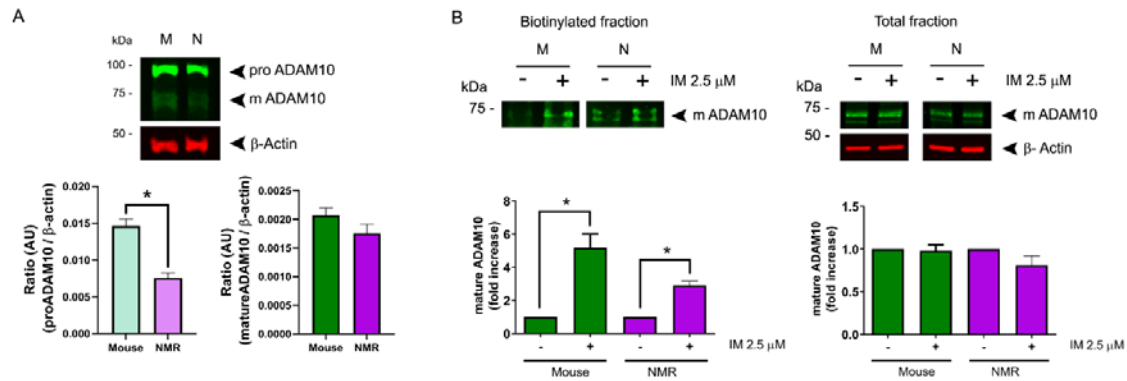 A
kDa
M N
100 -
75 -
50 -
pro ADAM10
m ADAM10
β-Actin
Ratio (AU)
(proADAM10 / β-actin)
0.020
0.015
0.010
0.005
0.000
*
Mouse NMR
Ratio (AU)
(matureADAM10 / β-actin)
0.0025
0.0020
0.0015
0.0010
0.0005
0.0000
Mouse NMR
B
Biotinylated fraction
M N
- + - + IM 2.5 μM
kDa
75 -
m ADAM10
mature ADAM10
(fold increase)
8
6
4
2
0
* *
- + - + IM 2.5 μM
Mouse NMR
Total fraction
M N
- + - + IM 2.5 μM
kDa
75 -
50 -
m ADAM10
β- Actin
mature ADAM10
(fold increase)
1.5
1.0
0.5
0.0
- + - + IM 2.5 μM
Mouse NMR